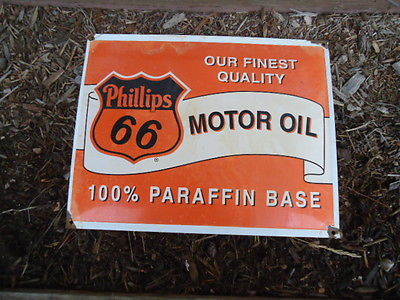 OUR FINEST
QUALITY
Phillips
66
®
MOTOR OIL
100% PARAFFIN BASE